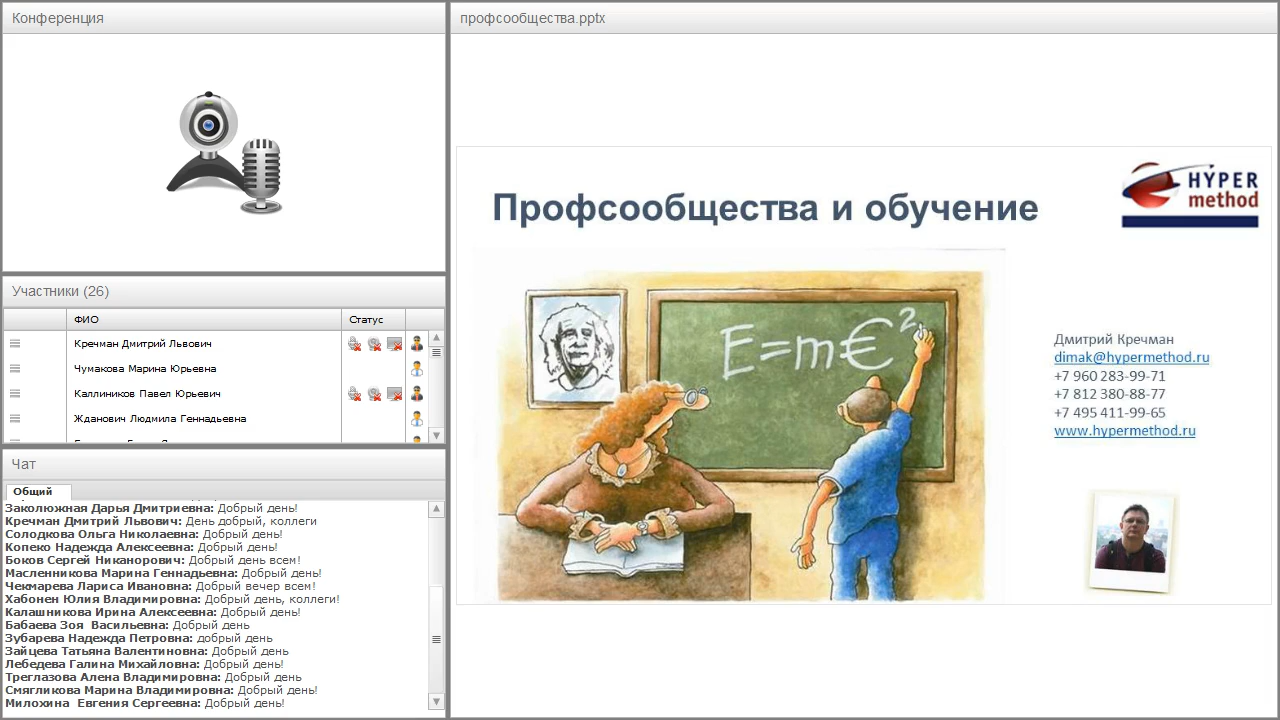 Конференция
профсообщества.pptx
HYPER
method
Профсообщества и обучение
E=m€²
Дмитрий Кречман
dimak@hypermethod.ru
+7 960 283-99-71
+7 812 380-88-77
+7 495 411-99-65
www.hypermethod.ru
Участники (26)
ФИО Статус
Кречман Дмитрий Львович
Чумакова Марина Юрьевна
Каллиников Павел Юрьевич
Жданович Людмила Геннадьевна
Чат
Общий
Заколюжная Дарья Дмитриевна: Добрый день!
Кречман Дмитрий Львович: День добрый, коллеги
Солодкова Ольга Николаевна: Добрый день!
Копеко Надежда Алексеевна: Добрый день!
Боков Сергей Никанорович: Добрый день всем!
Масленникова Марина Геннадьевна: Добрый день!
Чекмарева Лариса Ивановна: Добрый вечер всем!
Хабонен Юлия Владимировна: Добрый день, коллеги!
Калашникова Ирина Алексеевна: Добрый день!
Бабаева Зоя  Васильевна: Добрый день
Зубарева Надежда Петровна: добрый день
Зайцева Татьяна Валентиновна: Добрый день
Лебедева Галина Михайловна: Добрый день!
Треглазова Алена Владимировна: Добрый день
Смягликова Марина Владимировна: Добрый день!
Милохина  Евгения Сергеевна: Добрый день!